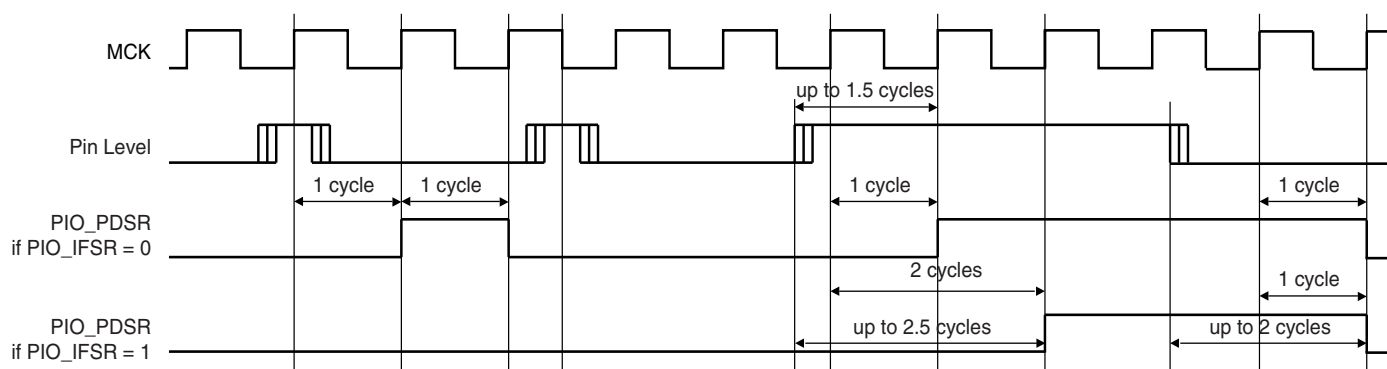 MCK
up to 1.5 cycles
Pin Level
1 cycle
1 cycle
1 cycle
1 cycle
PIO_PDSR
if PIO_IFSR = 0
2 cycles
1 cycle
PIO_PDSR
if PIO_IFSR = 1
up to 2.5 cycles
up to 2 cycles